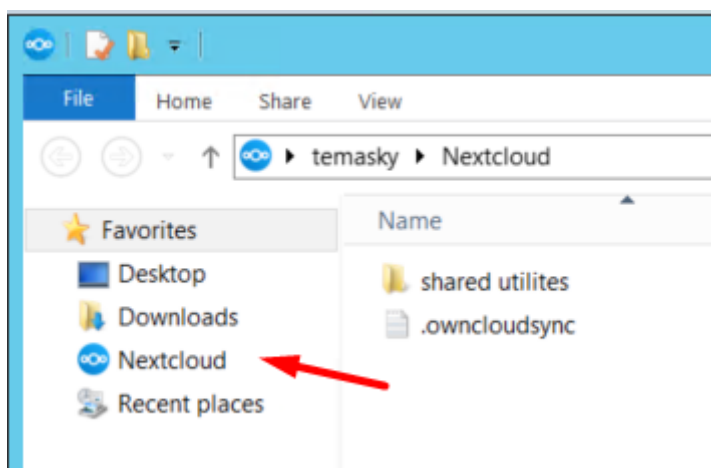 File Home Share View
temasky Nextcloud
Favorites
Desktop
Downloads
Nextcloud
Recent places
Name
shared utilites
.owncloudsync